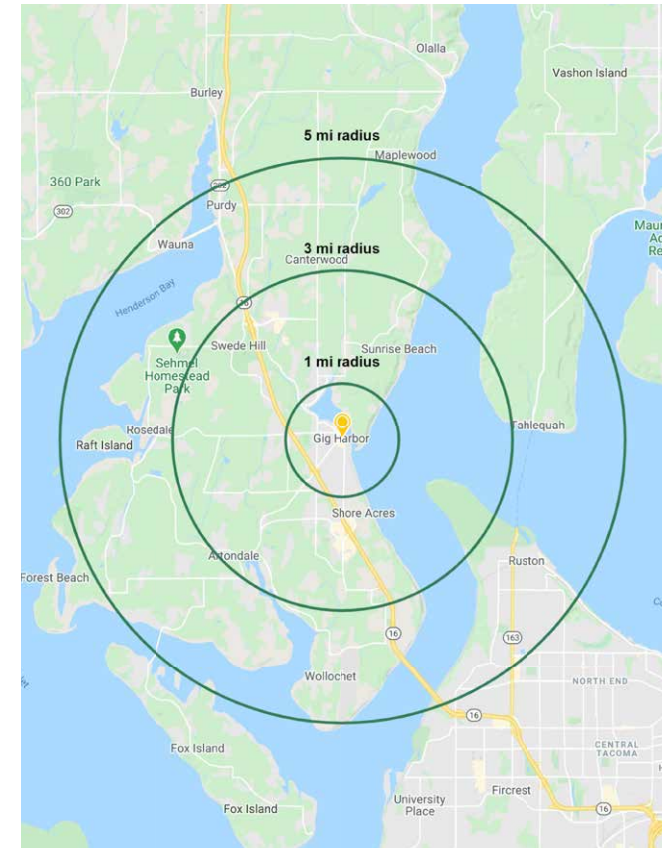 Olalla
Vashon Island
Burley
5 mi radius
Maplewood
360 Park
302
302
Purdy
Wauna
3 mi radius
Canterwood
Henderson Bay
16
Swede Hill
Sunrise Beach
1 mi radius
Sehmel
Homestead
Park
Rosedale
Gig Harbor
Tahlequah
Raft Island
Shore Acres
Artondale
Ruston
Forest Beach
16
163
Wollochet
NORTH END
16
Fox Island
CENTRAL
TACOMA
Fircrest
University
Place
Fox Island
16